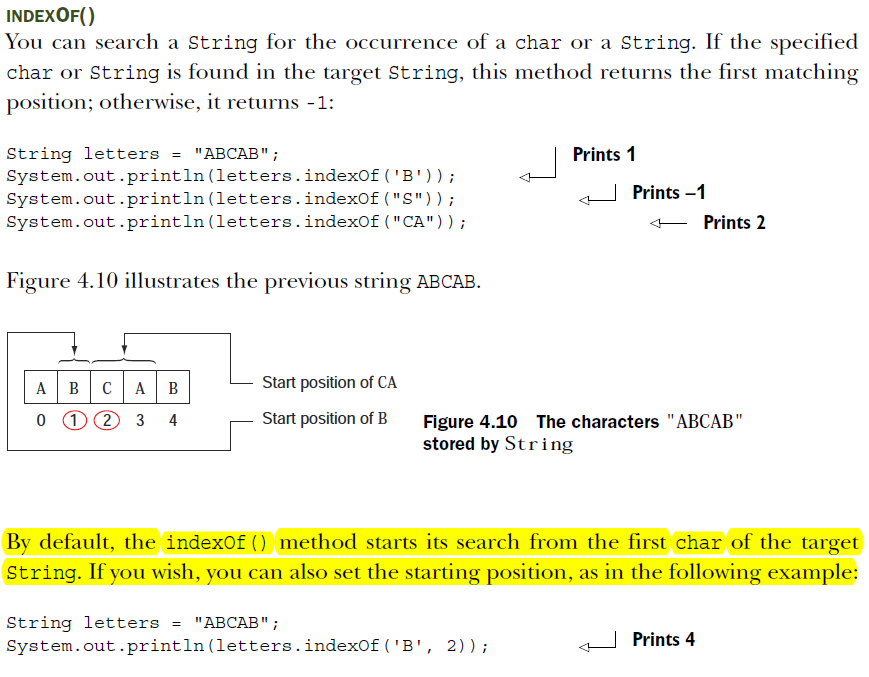 INDEXOF()
You can search a String for the occurrence of a char or a String. If the specified
char or String is found in the target String, this method returns the first matching
position; otherwise, it returns -1:
String letters = "ABCAB";
System.out.println(letters.indexOf('B'));
Prints 1
System.out.println(letters.indexOf("S"));
Prints –1
System.out.println(letters.indexOf("CA"));
Prints 2
Figure 4.10 illustrates the previous string ABCAB.
A B C A B
0 1 2 3 4
Start position of CA
Start position of B
Figure 4.10 The characters "ABCAB"
stored by String
By default, the indexOf() method starts its search from the first char of the target
String. If you wish, you can also set the starting position, as in the following example:
String letters = "ABCAB";
System.out.println(letters.indexOf('B', 2));
Prints 4